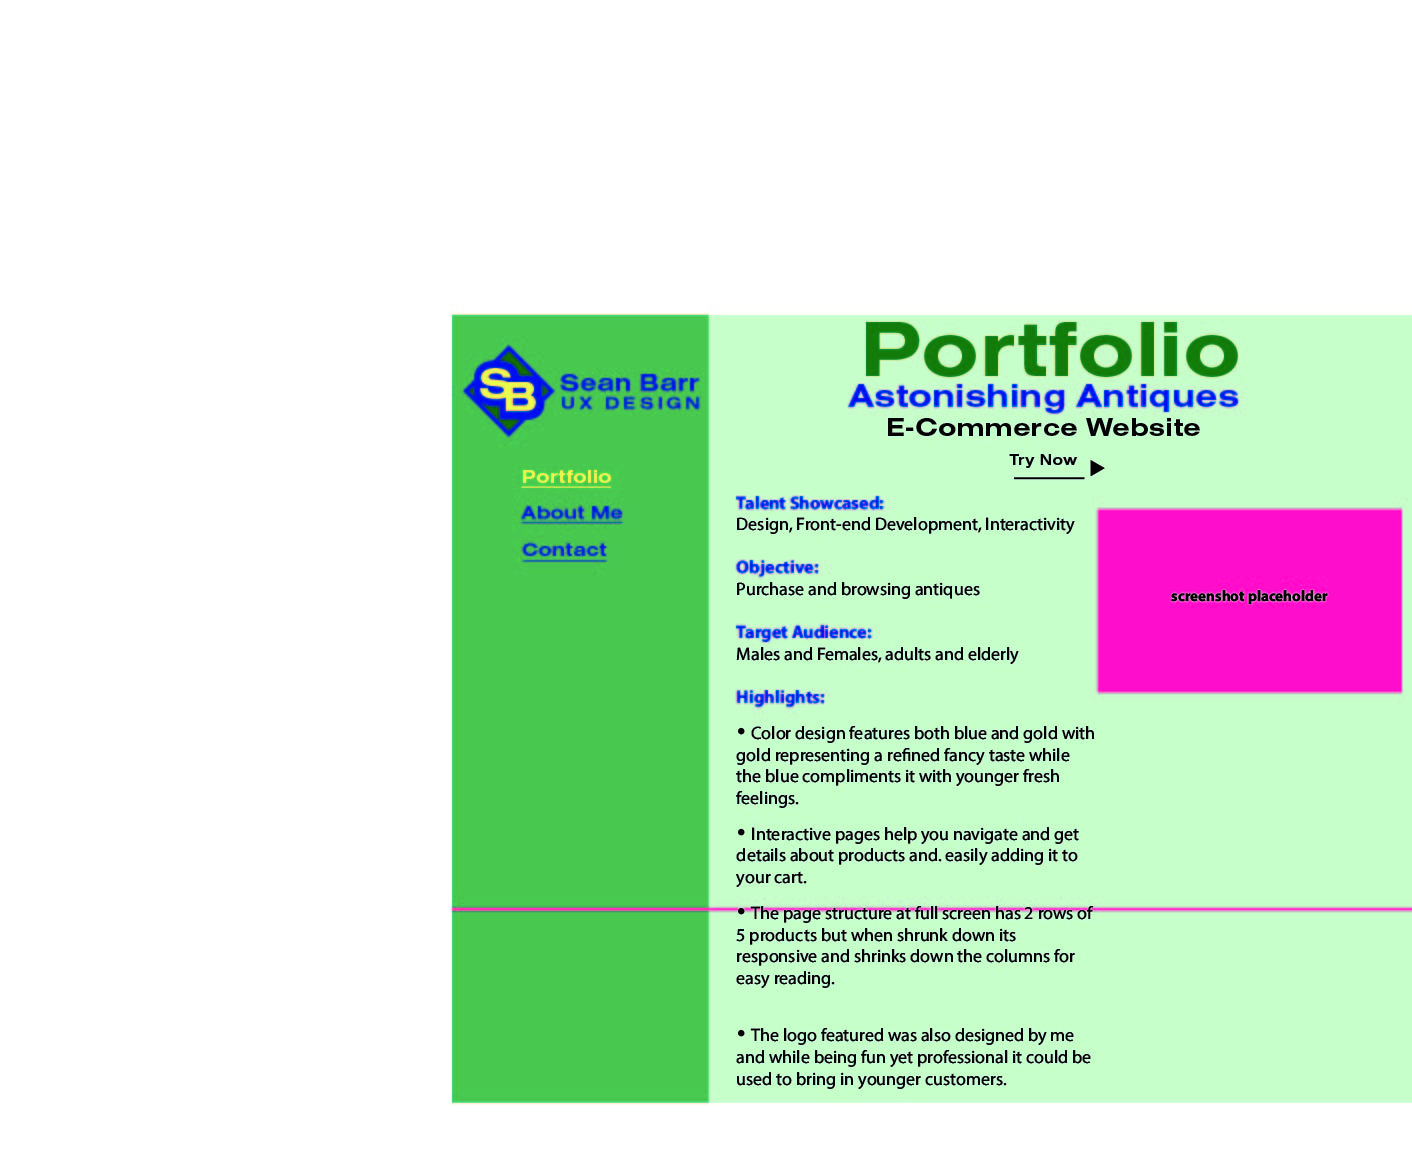 SB
Sean Barr
UX DESIGN
Portfolio
About Me
Contact
Portfolio
Astonishing Antiques
E-Commerce Website
Try Now
Talent Showcased:
Design, Front-end Development, Interactivity
Objective:
Purchase and browsing antiques
Target Audience:
Males and Females, adults and elderly
Highlights:
• Color design features both blue and gold with
gold representing a refined fancy taste while
the blue compliments it with younger fresh
feelings.
• Interactive pages help you navigate and get
details about products and. easily adding it to
your cart.
• The page structure at full screen has 2 rows of
5 products but when shrunk down its
responsive and shrinks down the columns for
easy reading.
• The logo featured was also designed by me
and while being fun yet professional it could be
used to bring in younger customers.
screenshot placeholder